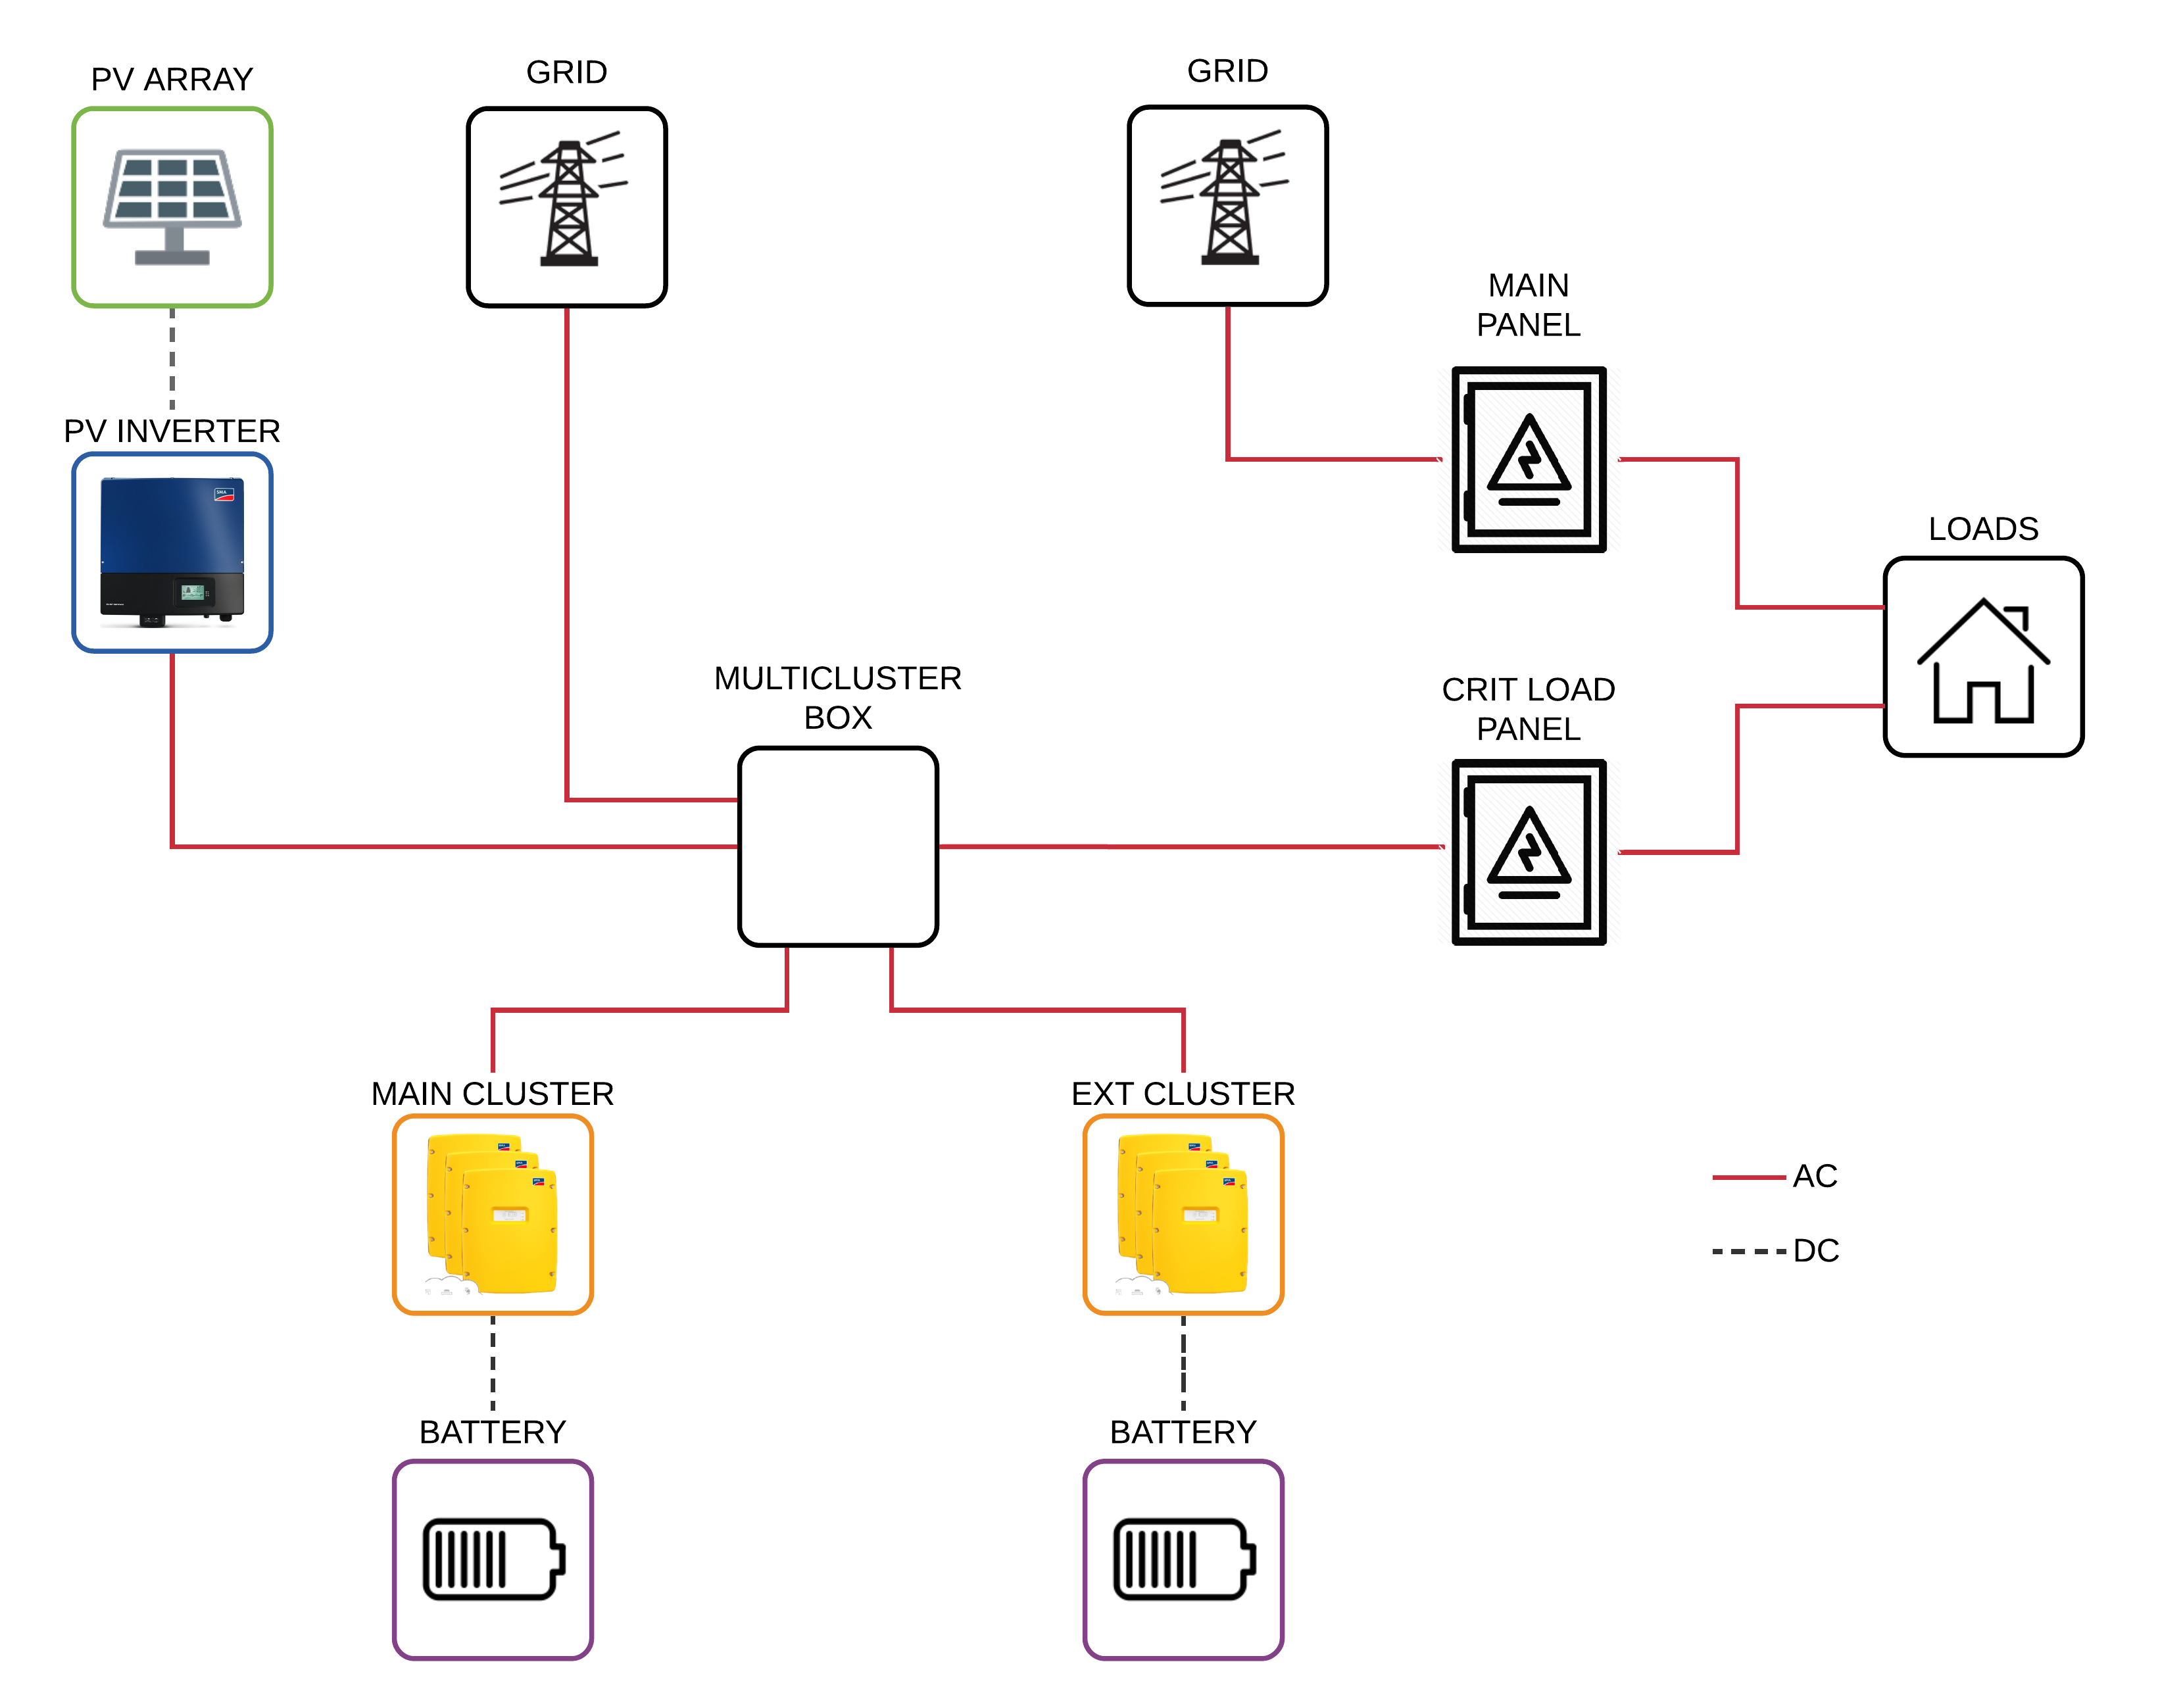 PV ARRAY
GRID
GRID
MAIN
PANEL
PV INVERTER
SMA
LOADS
MULTICLUSTER
BOX
CRIT LOAD
PANEL
MAIN CLUSTER
EXT CLUSTER
AC
DC
BATTERY
BATTERY